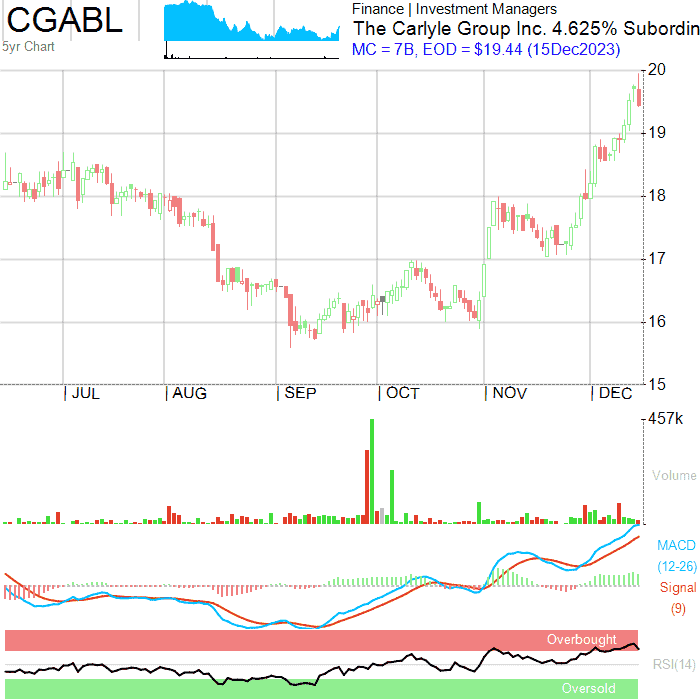 CGABL
5yr Chart
Finance | Investment Managers
The Carlyle Group Inc. 4.625% Subordin
MC = 7B, EOD = $19.44 (15Dec2023)
20
19
18
17
16
15
JUL AUG SEP OCT NOV DEC
457k
Volume
MACD
(12-26)
Signal
(9)
Overbought
RSI(14)
Oversold